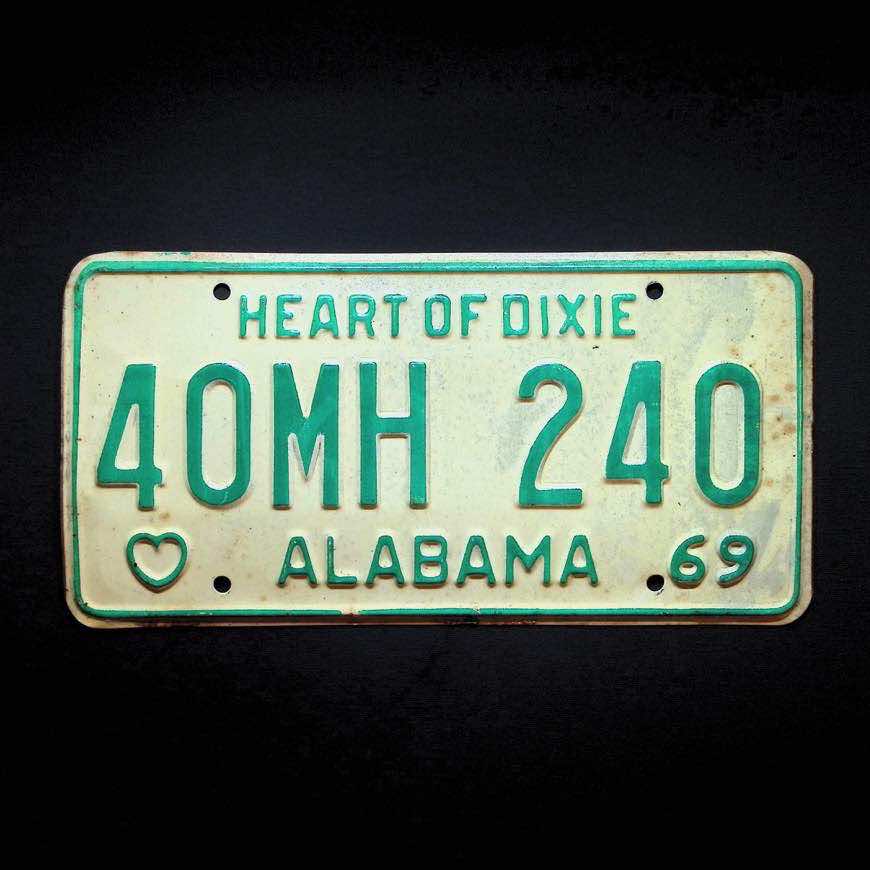 HEART OF DIXIE
40MH 240
ALABAMA 69